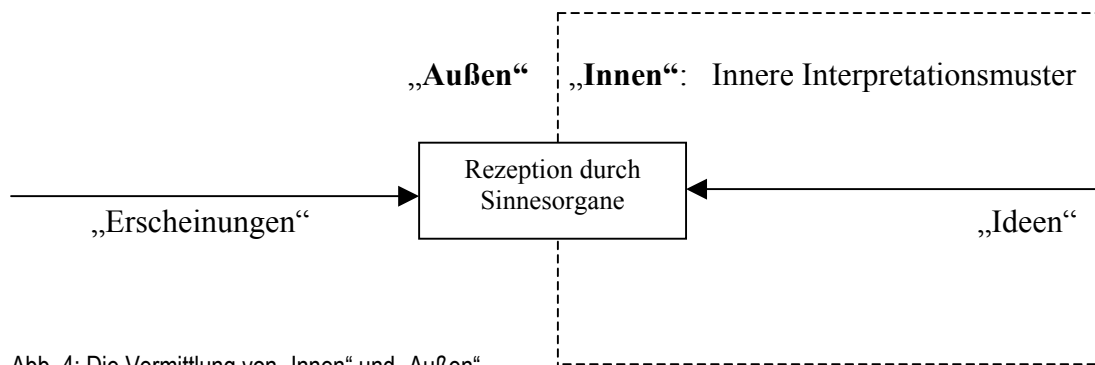 „Außen“ „Innen“: Innere Interpretationsmuster
Rezeption durch
Sinnesorgane
„Erscheinungen“
„Ideen“
Abb. 4: Die Vermittlung von „Innen“ und „Außen“